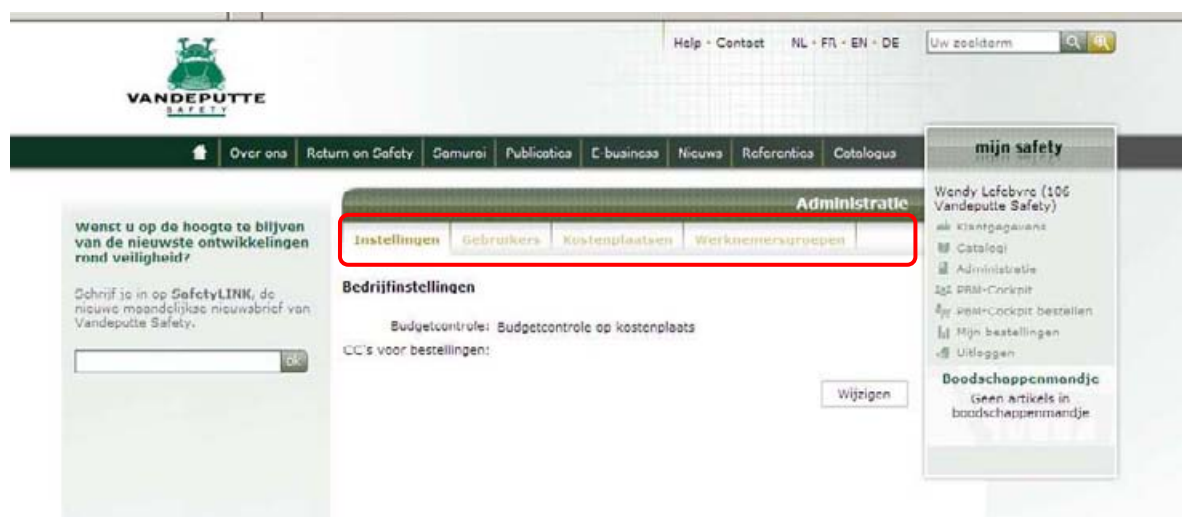 Help - Contact NL - FR - EN - DE
Uw zoekterm
VANDEPUTTE
SAFETY
Over ons Return on Safety Samurai Publicaties E-business Nieuws Referenties Catalogus
mijn safety
Wendy Lefebvre (106
Vandeputte Safety)
Klantgegevens
Catalogi
Administratie
PBM-Cockpit
PBM-Cockpit bestellen
Mijn bestellingen
Uitloggen
Boodschappenmandje
Geen artikels in
boodschappenmandje
Administratie
Instellingen Gebruikers Kostenplaatsen Werknemersgroepen
Wenst u op de hoogte te blijven
van de nieuwste ontwikkelingen
rond veiligheid?
Schrijf je in op SafetyLINK, de
nieuwe maandelijkse nieuwsbrief van
Vandeputte Safety.
ok
Bedrijfinstellingen
Budgetcontrole: Budgetcontrole op kostenplaats
CC's voor bestellingen:
Wijzigen